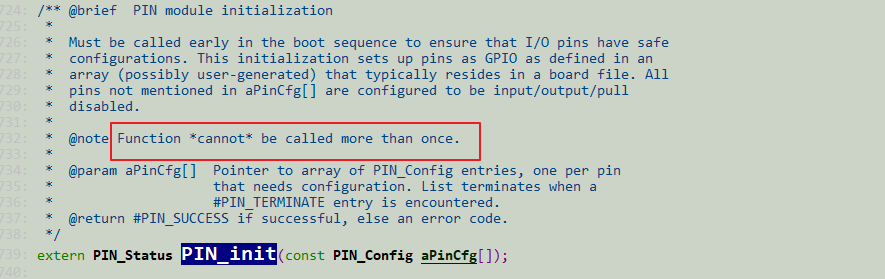 724: /** @brief  PIN module initialization
725:  *
726:  *  Must be called early in the boot sequence to ensure that I/O pins have safe
727:  *  configurations. This initialization sets up pins as GPIO as defined in an
728:  *  array (possibly user-generated) that typically resides in a board file. All
729:  *  pins not mentioned in aPinCfg[] are configured to be input/output/pull
730:  *  disabled.
731:  *
732:  *  @note Function *cannot* be called more than once.
733:  *
734:  *  @param aPinCfg[]  Pointer to array of PIN_Config entries, one per pin
735:  *                    that needs configuration. List terminates when a
736:  *                    #PIN_TERMINATE entry is encountered.
737:  *  @return #PIN_SUCCESS if successful, else an error code.
738:  */
739: extern PIN_Status PIN_init(const PIN_Config aPinCfg[]);
740: